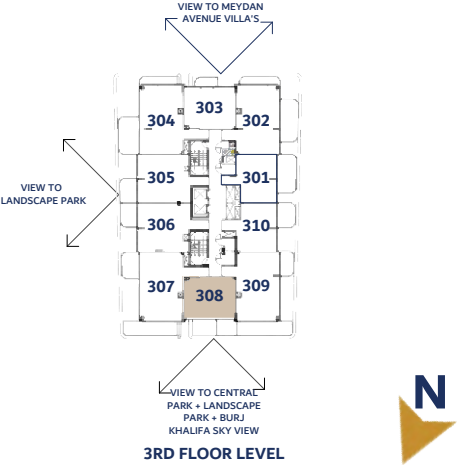 VIEW TO MEYDAN
AVENUE VILLA'S
303
304
302
305
301
VIEW TO
LANDSCAPE PARK
306
310
307
308
309
VIEW TO CENTRAL
PARK + LANDSCAPE
PARK + BURJ
KHALIFA SKY VIEW
3RD FLOOR LEVEL
N